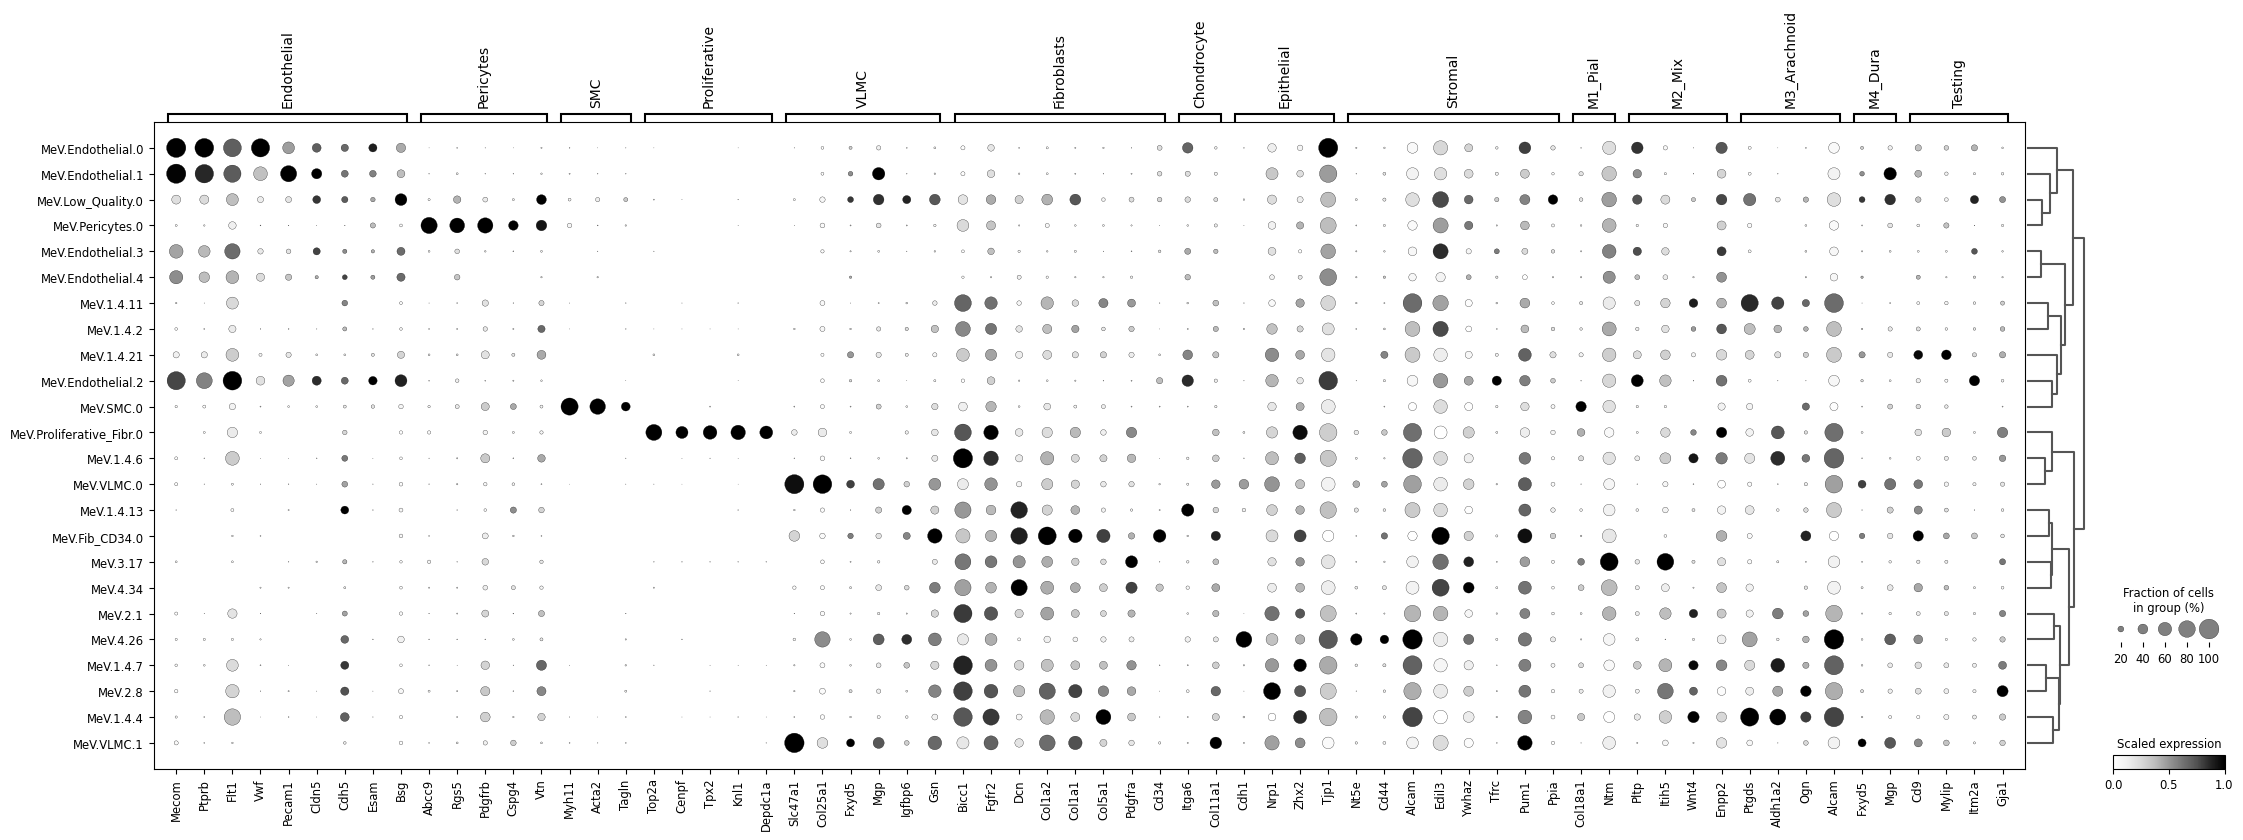 Endothelial
Pericytes
SMC
Proliferative
VLMC
Fibroblasts
Chondrocyte
Epithelial
Stromal
M1_Pial
M2_Mix
M3_Arachnoid
M4_Dura
Testing
MeV.Endothelial.0
MeV.Endothelial.1
MeV.Low_Quality.0
MeV.Pericytes.0
MeV.Endothelial.3
MeV.Endothelial.4
MeV.1.4.11
MeV.1.4.2
MeV.1.4.21
MeV.Endothelial.2
MeV.SMC.0
MeV.Proliferative_Fibr.0
MeV.1.4.6
MeV.VLMC.0
MeV.1.4.13
MeV.Fib_CD34.0
MeV.3.17
MeV.4.34
MeV.2.1
MeV.4.26
MeV.1.4.7
MeV.2.8
MeV.1.4.4
MeV.VLMC.1
Mecom
Ptprb
Flt1
Vwf
Pecam1
Cldn5
Cdh5
Esam
Bsg
Abcc9
Rgs5
Pdgfrb
Cspg4
Vtn
Myh11
Acta2
Tagln
Top2a
Cenpf
Tpx2
Knl1
Depdc1a
Slc47a1
Col25a1
Fxyd5
Mgp
Igfbp6
Gsn
Bicc1
Fgfr2
Dcn
Col1a2
Col1a1
Col5a1
Pdgfra
Cd34
Itga6
Col11a1
Cdh1
Nrp1
Zhx2
Tjp1
Nt5e
Cd44
Alcam
Edil3
Ywhaz
Tfrc
Pum1
Ppia
Col18a1
Ntm
Pltp
Itih5
Wnt4
Enpp2
Ptgds
Aldh1a2
Ogn
Alcam
Fxyd5
Mgp
Cd9
Mylip
Itm2a
Gja1
Fraction of cells
in group (%)
20 40 60 80 100
Scaled expression
0.0 0.5 1.0